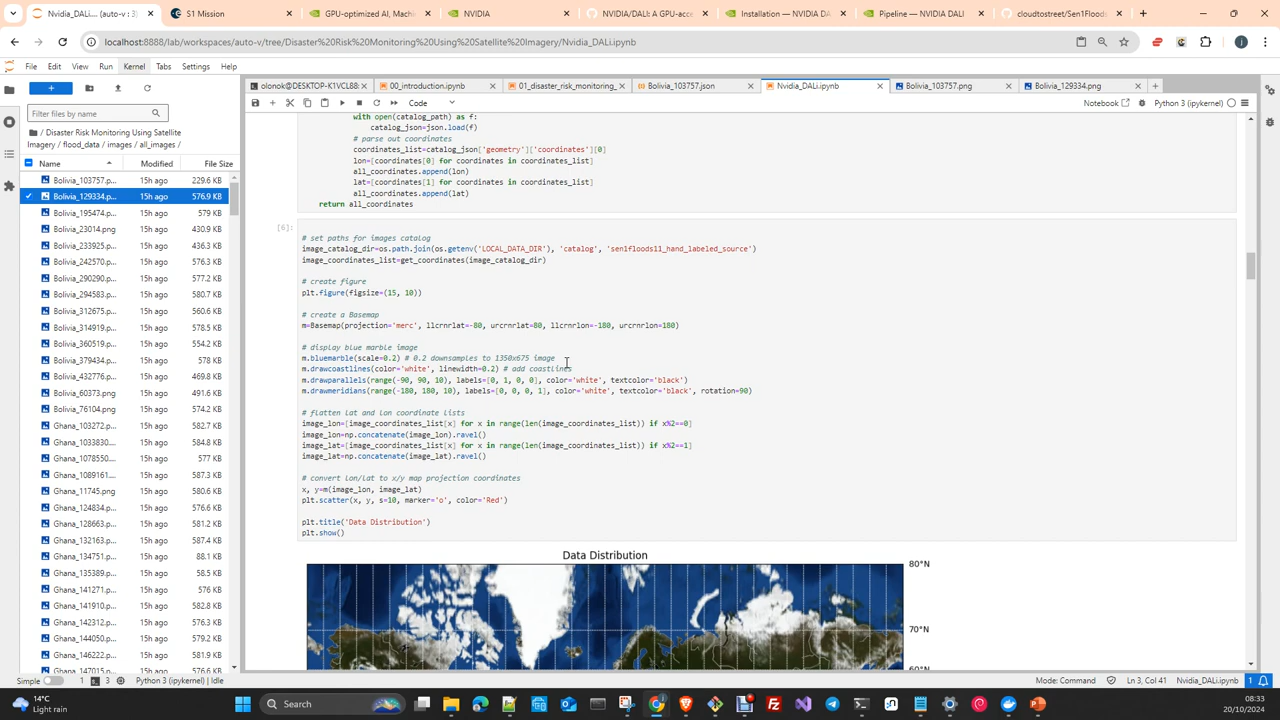 Nvidia_DALi... (auto-v : 3)
S1 Mission
GPU-optimized AI, Machi
NVIDIA
NVIDIA/DALI: A GPU-acce
Installation — NVIDIA DA
Pipeline — NVIDIA DALI
cloudtostreet/Sen1Floods
localhost:8888/lab/workspaces/auto-v/tree/Disaster%20Risk%20Monitoring%20Using%20Satellite%20Imagery/Nvidia_DALi.ipynb
File Edit View Run Kernel Tabs Settings Help
olonok@DESKTOP-K1VCL88:
00_introduction.ipynb
01_disaster_risk_monitoring_
Bolivia_103757.json
Nvidia_DALi.ipynb
Bolivia_103757.png
Bolivia_129334.png
Code
Notebook
Python 3 (ipykernel)
Filter files by name
/ Disaster Risk Monitoring Using Satellite
Imagery / flood_data / images / all_images /
Name Modified File Size
Bolivia_103757.p... 15h ago 229.6 KB
Bolivia_129334.p... 15h ago 576.9 KB
Bolivia_195474.p... 15h ago 579 KB
Bolivia_23014.png 15h ago 430.9 KB
Bolivia_233925.p... 15h ago 436.3 KB
Bolivia_242570.p... 15h ago 576.3 KB
Bolivia_290290.p... 15h ago 577.2 KB
Bolivia_294583.p... 15h ago 580.7 KB
Bolivia_312675.p... 15h ago 560.6 KB
Bolivia_314919.p... 15h ago 578.5 KB
Bolivia_360519.p... 15h ago 554.2 KB
Bolivia_379434.p... 15h ago 578 KB
Bolivia_432776.p... 15h ago 496.8 KB
Bolivia_60373.png 15h ago 491.6 KB
Bolivia_76104.png 15h ago 574.2 KB
Ghana_103272.p... 15h ago 582.7 KB
Ghana_1033830.... 15h ago 584.8 KB
Ghana_1078550.... 15h ago 577 KB
Ghana_1089161.... 15h ago 587.3 KB
Ghana_11745.png 15h ago 580.6 KB
Ghana_124834.p... 15h ago 576.6 KB
Ghana_128663.p... 15h ago 581.2 KB
Ghana_132163.p... 15h ago 587.4 KB
Ghana_134751.p... 15h ago 88.1 KB
Ghana_135389.p... 15h ago 58.5 KB
Ghana_141271.p... 15h ago 576 KB
Ghana_141910.p... 15h ago 582.8 KB
Ghana_142312.p... 15h ago 576.3 KB
Ghana_144050.p... 15h ago 579.2 KB
Ghana_146222.p... 15h ago 581.9 KB
Ghana_147015.p... 15h ago 576.6 KB
with open(catalog_path) as f:
catalog_json=json.load(f)
# parse out coordinates
coordinates_list=catalog_json['geometry']['coordinates'][0]
lon=[coordinates[0] for coordinates in coordinates_list]
all_coordinates.append(lon)
lat=[coordinates[1] for coordinates in coordinates_list]
all_coordinates.append(lat)
return all_coordinates
[6]:
# set paths for images catalog
image_catalog_dir=os.path.join(os.getenv('LOCAL_DATA_DIR'), 'catalog', 'sen1floods11_hand_labeled_source')
image_coordinates_list=get_coordinates(image_catalog_dir)
# create figure
plt.figure(figsize=(15, 10))
# create a Basemap
m=Basemap(projection='merc', llcrnrlat=-80, urcrnrlat=80, llcrnrlon=-180, urcrnrlon=180)
# display blue marble image
m.bluemarble(scale=0.2) # 0.2 downsamples to 1350x675 image
m.drawcoastlines(color='white', linewidth=0.2) # add coastlines
m.drawparallels(range(-90, 90, 10), labels=[0, 1, 0, 0], color='white', textcolor='black')
m.drawmeridians(range(-180, 180, 10), labels=[0, 0, 0, 1], color='white', textcolor='black', rotation=90)
# flatten lat and lon coordinate lists
image_lon=[image_coordinates_list[x] for x in range(len(image_coordinates_list)) if x%2==0]
image_lon=np.concatenate(image_lon).ravel()
image_lat=[image_coordinates_list[x] for x in range(len(image_coordinates_list)) if x%2==1]
image_lat=np.concatenate(image_lat).ravel()
# convert lon/lat to x/y map projection coordinates
x, y=m(image_lon, image_lat)
plt.scatter(x, y, s=10, marker='o', color='Red')
plt.title('Data Distribution')
plt.show()
Data Distribution
80°N
70°N
60°N
Simple 1 3 Python 3 (ipykernel) | Idle
Mode: Command Ln 3, Col 41 Nvidia_DALi.ipynb 1
14°C
Light rain
Search
08:33
20/10/2024